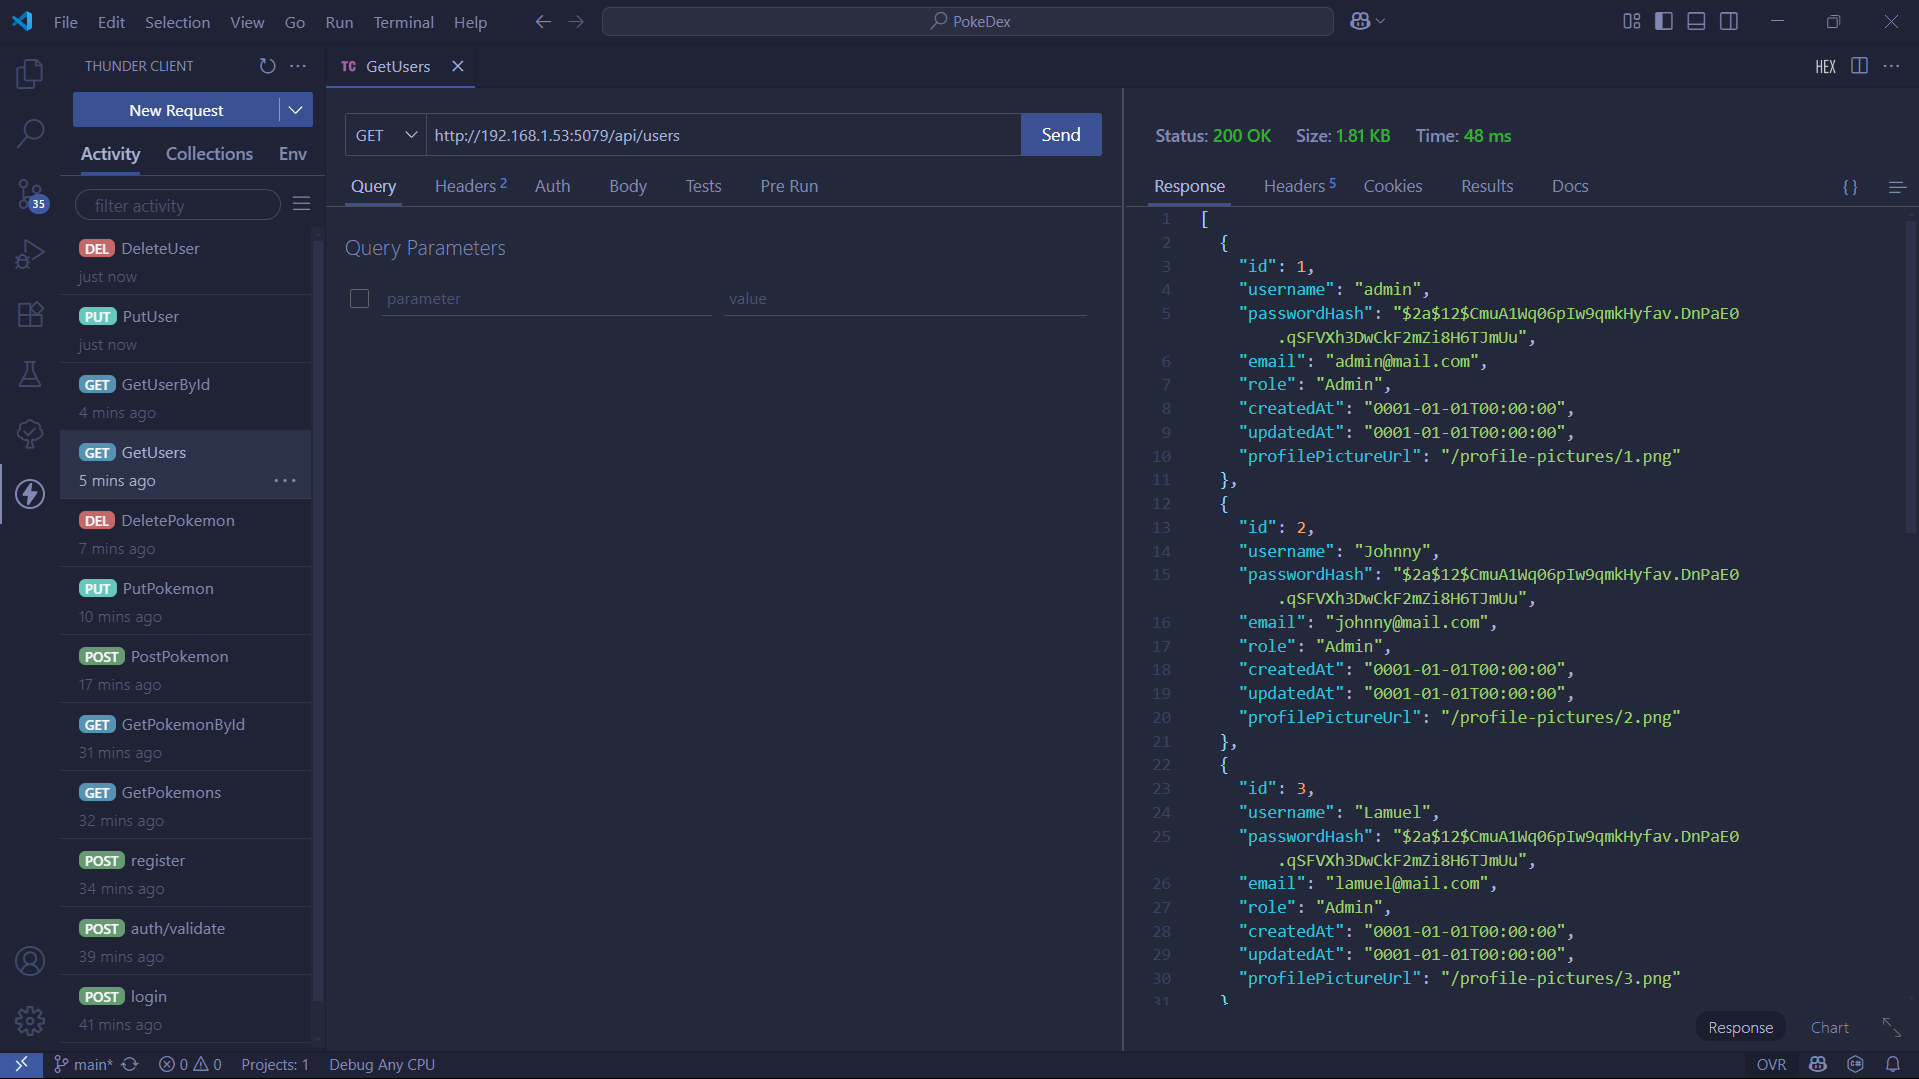 File Edit Selection View Go Run Terminal Help
PokeDex
THUNDER CLIENT
New Request
Activity Collections Env
35
filter activity
DEL DeleteUser
just now
PUT PutUser
just now
GET GetUserById
4 mins ago
GET GetUsers
5 mins ago
DEL DeletePokemon
7 mins ago
PUT PutPokemon
10 mins ago
POST PostPokemon
17 mins ago
GET GetPokemonById
31 mins ago
GET GetPokemons
32 mins ago
POST register
34 mins ago
POST auth/validate
39 mins ago
POST login
41 mins ago
TC GetUsers
HEX
GET http://192.168.1.53:5079/api/users Send
Query Headers 2 Auth Body Tests Pre Run
Query Parameters
parameter value
Status: 200 OK Size: 1.81 KB Time: 48 ms
Response Headers 5 Cookies Results Docs {}
1 [
2 {
3 "id": 1,
4 "username": "admin",
5 "passwordHash": "$2a$12$CmuA1Wq06pIw9qmkHyfav.DnPaE0
.qSFVXh3DwCkF2mZi8H6TJmUu",
6 "email": "admin@mail.com",
7 "role": "Admin",
8 "createdAt": "0001-01-01T00:00:00",
9 "updatedAt": "0001-01-01T00:00:00",
10 "profilePictureUrl": "/profile-pictures/1.png"
11 },
12 {
13 "id": 2,
14 "username": "Johnny",
15 "passwordHash": "$2a$12$CmuA1Wq06pIw9qmkHyfav.DnPaE0
.qSFVXh3DwCkF2mZi8H6TJmUu",
16 "email": "johnny@mail.com",
17 "role": "Admin",
18 "createdAt": "0001-01-01T00:00:00",
19 "updatedAt": "0001-01-01T00:00:00",
20 "profilePictureUrl": "/profile-pictures/2.png"
21 },
22 {
23 "id": 3,
24 "username": "Lamuel",
25 "passwordHash": "$2a$12$CmuA1Wq06pIw9qmkHyfav.DnPaE0
.qSFVXh3DwCkF2mZi8H6TJmUu",
26 "email": "lamuel@mail.com",
27 "role": "Admin",
28 "createdAt": "0001-01-01T00:00:00",
29 "updatedAt": "0001-01-01T00:00:00",
30 "profilePictureUrl": "/profile-pictures/3.png"
31 }
Response Chart
main* 0 0 Projects: 1 Debug Any CPU
OVR